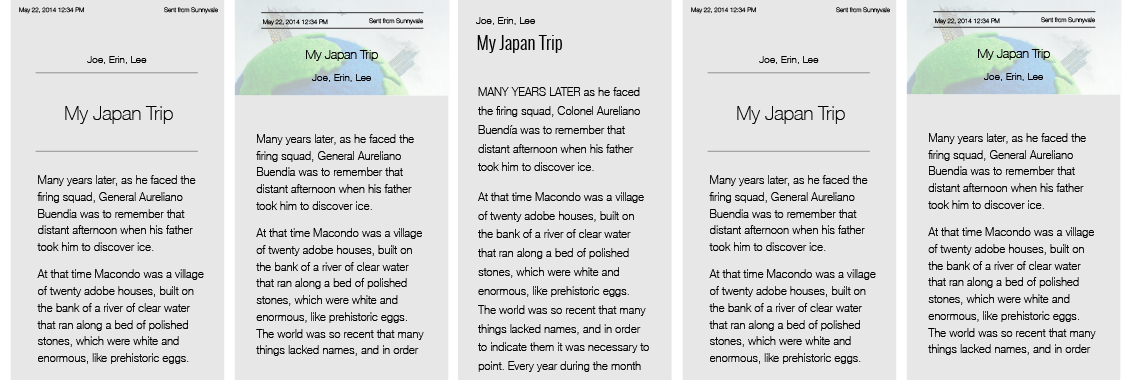 May 22, 2014 12:34 PM Sent from Sunnyvale
Joe, Erin, Lee
My Japan Trip
Many years later, as he faced the
firing squad, General Aureliano
Buendia was to remember that
distant afternoon when his father
took him to discover ice.
At that time Macondo was a village
of twenty adobe houses, built on
the bank of a river of clear water
that ran along a bed of polished
stones, which were white and
enormous, like prehistoric eggs.
May 22, 2014 12:34 PM Sent from Sunnyvale
My Japan Trip
Joe, Erin, Lee
Many years later, as he faced the
firing squad, General Aureliano
Buendia was to remember that
distant afternoon when his father
took him to discover ice.
At that time Macondo was a village
of twenty adobe houses, built on
the bank of a river of clear water
that ran along a bed of polished
stones, which were white and
enormous, like prehistoric eggs.
The world was so recent that many
things lacked names, and in order
Joe, Erin, Lee
My Japan Trip
MANY YEARS LATER as he faced
the firing squad, Colonel Aureliano
Buendía was to remember that
distant afternoon when his father
took him to discover ice.
At that time Macondo was a village
of twenty adobe houses, built on
the bank of a river of clear water
that ran along a bed of polished
stones, which were white and
enormous, like prehistoric eggs.
The world was so recent that many
things lacked names, and in order
to indicate them it was necessary to
point. Every year during the month
May 22, 2014 12:34 PM Sent from Sunnyvale
Joe, Erin, Lee
My Japan Trip
Many years later, as he faced the
firing squad, General Aureliano
Buendia was to remember that
distant afternoon when his father
took him to discover ice.
At that time Macondo was a village
of twenty adobe houses, built on
the bank of a river of clear water
that ran along a bed of polished
stones, which were white and
enormous, like prehistoric eggs.
May 22, 2014 12:34 PM Sent from Sunnyvale
My Japan Trip
Joe, Erin, Lee
Many years later, as he faced the
firing squad, General Aureliano
Buendia was to remember that
distant afternoon when his father
took him to discover ice.
At that time Macondo was a village
of twenty adobe houses, built on
the bank of a river of clear water
that ran along a bed of polished
stones, which were white and
enormous, like prehistoric eggs.
The world was so recent that many
things lacked names, and in order